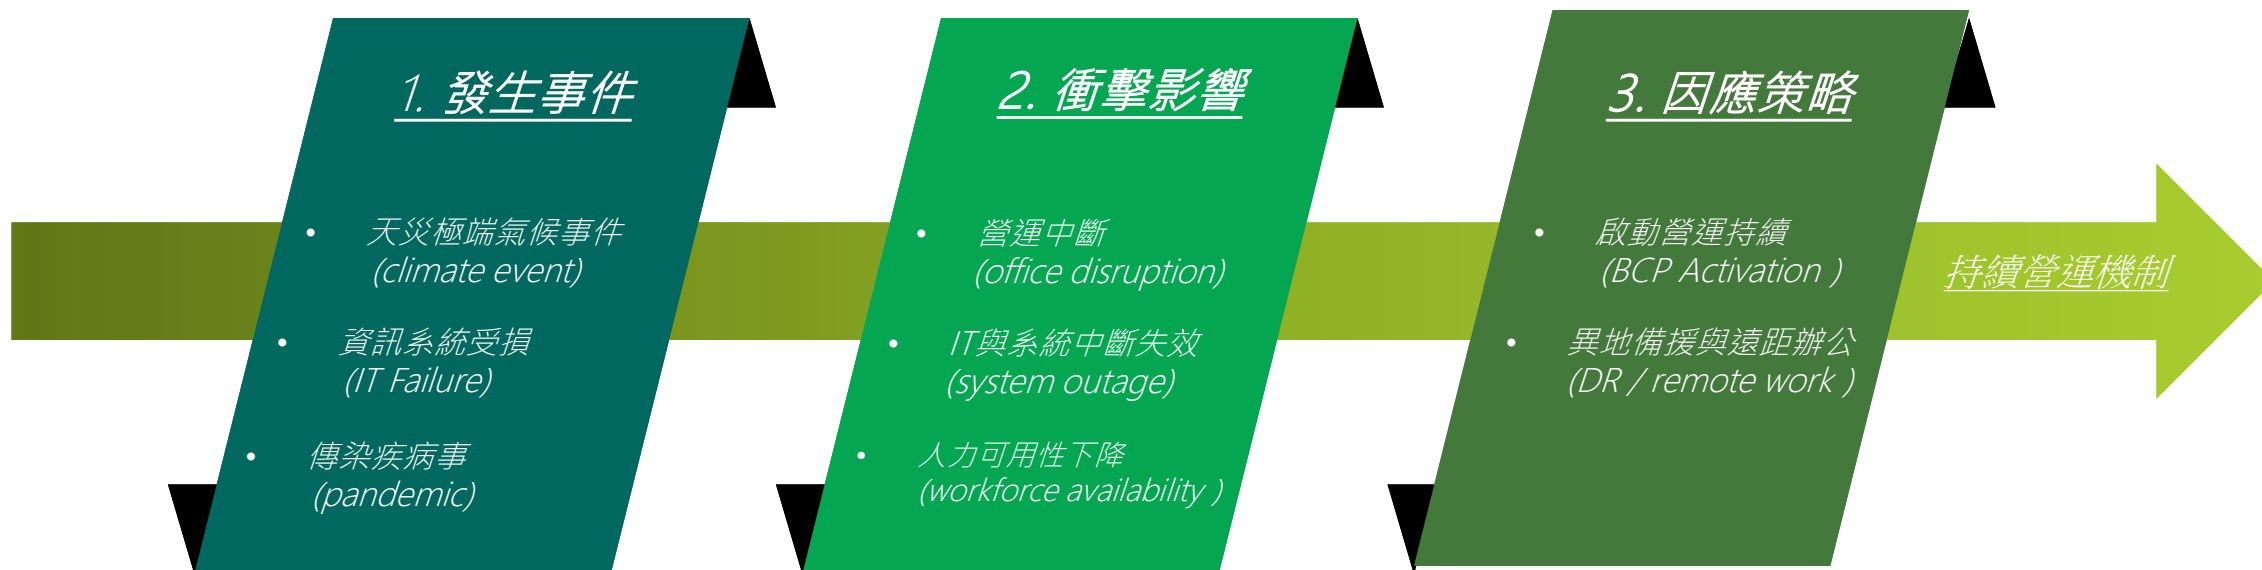 1. 發生事件
• 天災極端氣候事件
(climate event)
• 資訊系統受損
(IT Failure)
• 傳染疾病事
(pandemic)
2. 衝擊影響
• 營運中斷
(office disruption)
• IT與系統中斷失效
(system outage)
• 人力可用性下降
(workforce availability )
3. 因應策略
• 啟動營運持續
(BCP Activation )
• 異地備援與遠距辦公
(DR / remote work )
持續營運機制